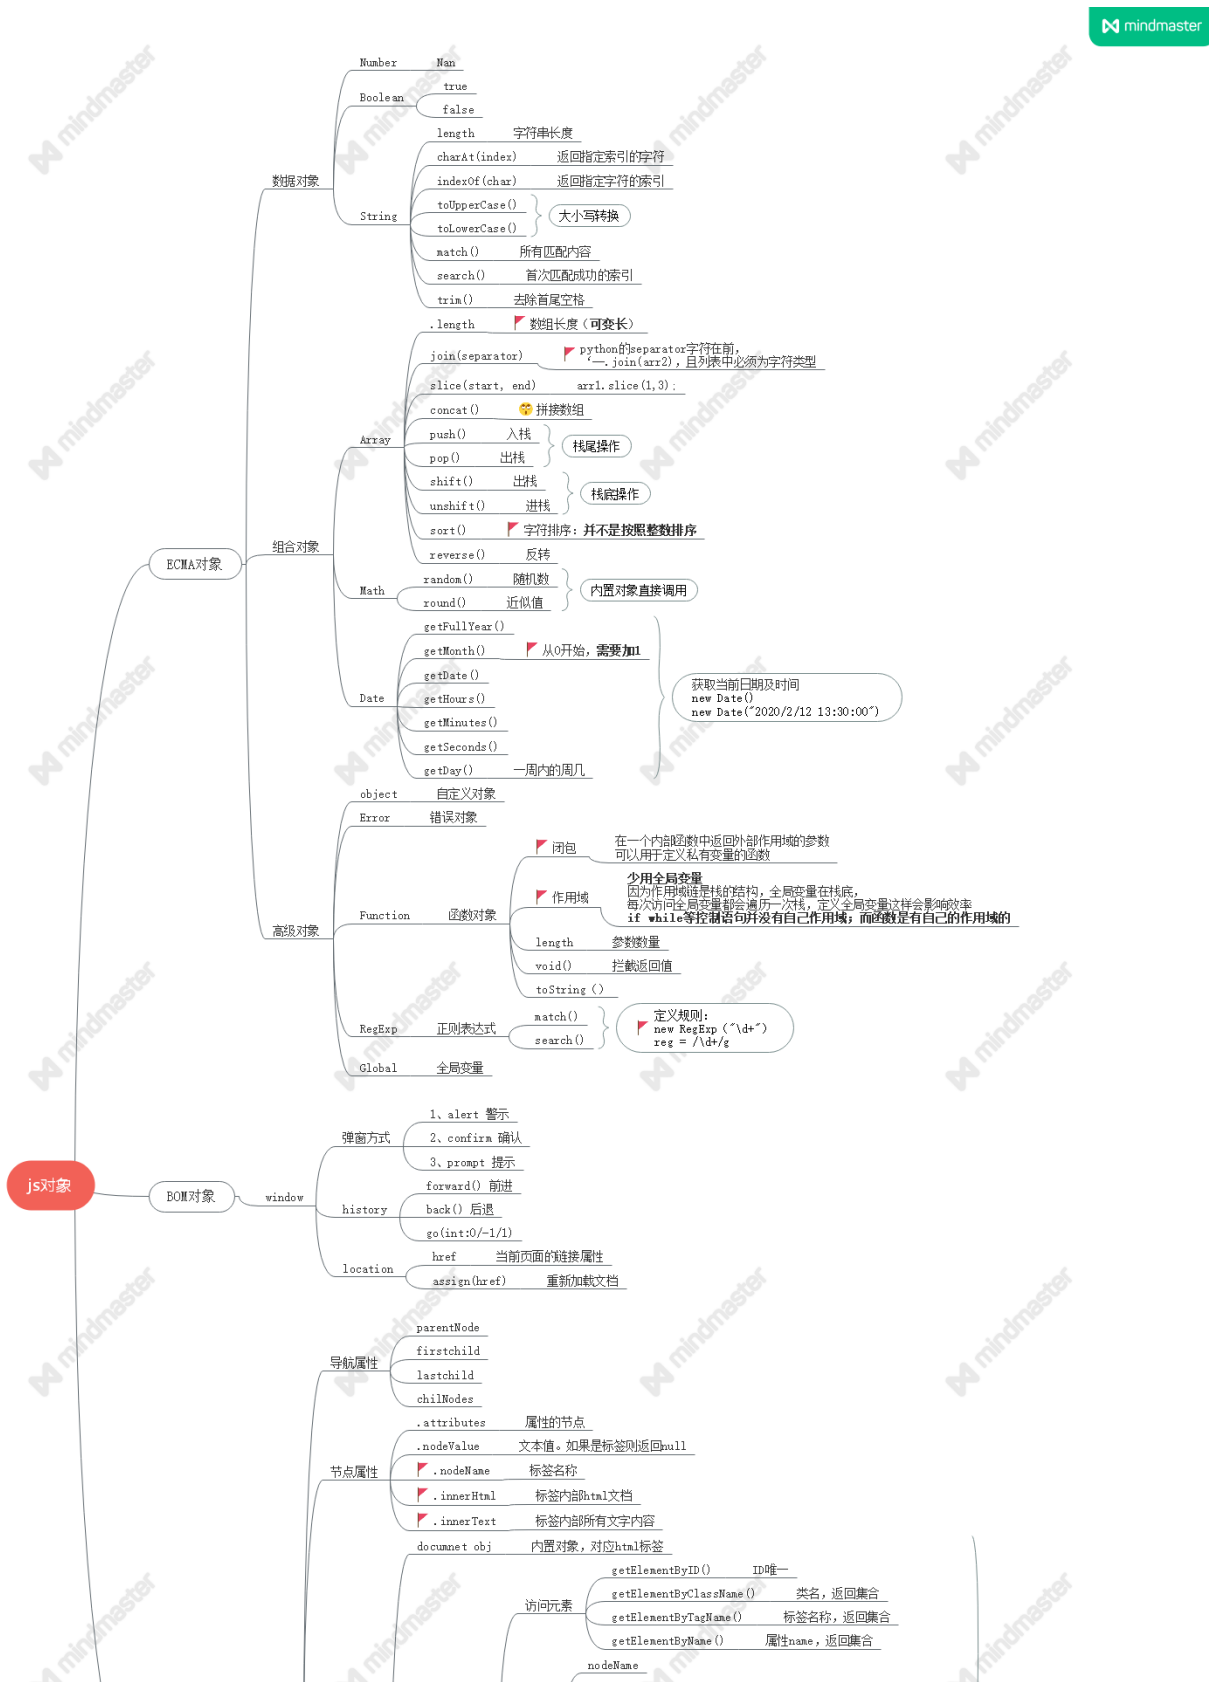 mindmaster
js对象
ECMA对象
数据对象
Number Nan
Boolean
true
false
String
length 字符串长度
charAt(index) 返回指定索引的字符
indexOf(char) 返回指定字符的索引
toUpperCase()
toLowerCase()
大小写转换
match() 所有匹配内容
search() 首次匹配成功的索引
trim() 去除首尾空格
组合对象
Array
.length 数组长度（可变长）
join(separator) python的separator字符在前，
‘—.join(arr2)，且列表中必须为字符类型
slice(start, end) arr1.slice(1,3);
concat() 拼接数组
push() 入栈
pop() 出栈
栈尾操作
shift() 出栈
unshift() 进栈
栈底操作
sort() 字符排序：并不是按照整数排序
reverse() 反转
Math
random() 随机数
round() 近似值
内置对象直接调用
Date
getFullYear()
getMonth() 从0开始，需要加1
getDate()
getHours()
getMinutes()
getSeconds()
getDay() 一周内的周几
获取当前日期及时间
new Date()
new Date("2020/2/12 13:30:00")
高级对象
object 自定义对象
Error 错误对象
Function 函数对象
闭包 在一个内部函数中返回外部作用域的参数
可以用于定义私有变量的函数
作用域 少用全局变量
因为作用域链是栈的结构，全局变量在栈底，
每次访问全局变量都会遍历一次栈，定义全局变量这样会影响效率
if while等控制语句并没有自己作用域；而函数是有自己的作用域的
length 参数数量
void() 拦截返回值
toString（）
RegExp 正则表达式
match()
search()
定义规则：
new RegExp（"\d+"）
reg = /\d+/g
Global 全局变量
BOM对象
window
弹窗方式
1、alert 警示
2、confirm 确认
3、prompt 提示
history
forward() 前进
back() 后退
go(int:0/-1/1)
location
href 当前页面的链接属性
assign(href) 重新加载文档
导航属性
parentNode
firstchild
lastchild
chilNodes
节点属性
.attributes 属性的节点
.nodeValue 文本值。如果是标签则返回null
.nodeName 标签名称
.innerHtml 标签内部html文档
.innerText 标签内部所有文字内容
documnet obj 内置对象，对应html标签
访问元素
getElementByID() ID唯一
getElementByClassName() 类名，返回集合
getElementByTagName() 标签名称，返回集合
getElementByName() 属性name，返回集合
nodeName